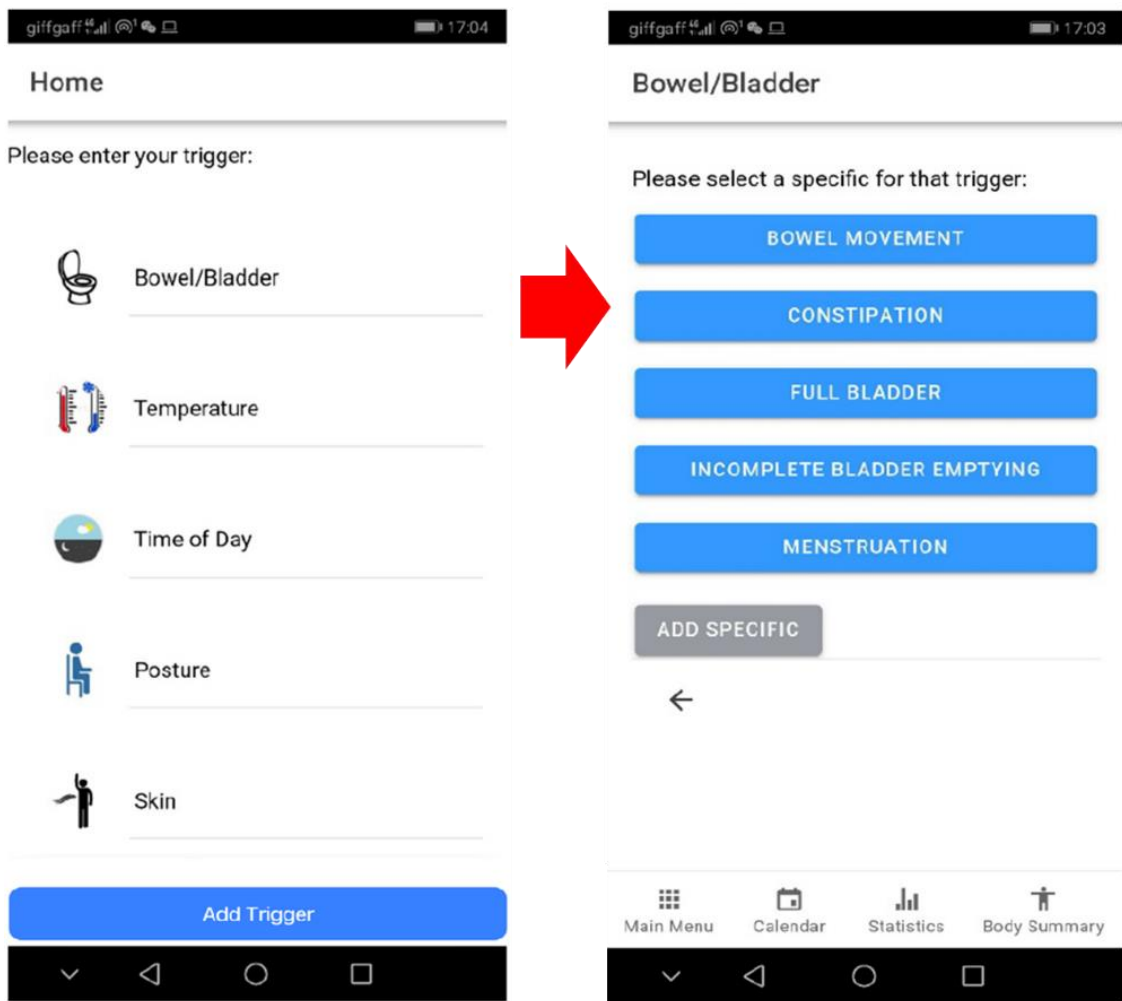 giffgaff 17:04
Home
Please enter your trigger:
Bowel/Bladder
Temperature
Time of Day
Posture
Skin
Add Trigger
giffgaff 17:03
Bowel/Bladder
Please select a specific for that trigger:
BOWEL MOVEMENT
CONSTIPATION
FULL BLADDER
INCOMPLETE BLADDER EMPTYING
MENSTRUATION
ADD SPECIFIC
Main Menu Calendar Statistics Body Summary